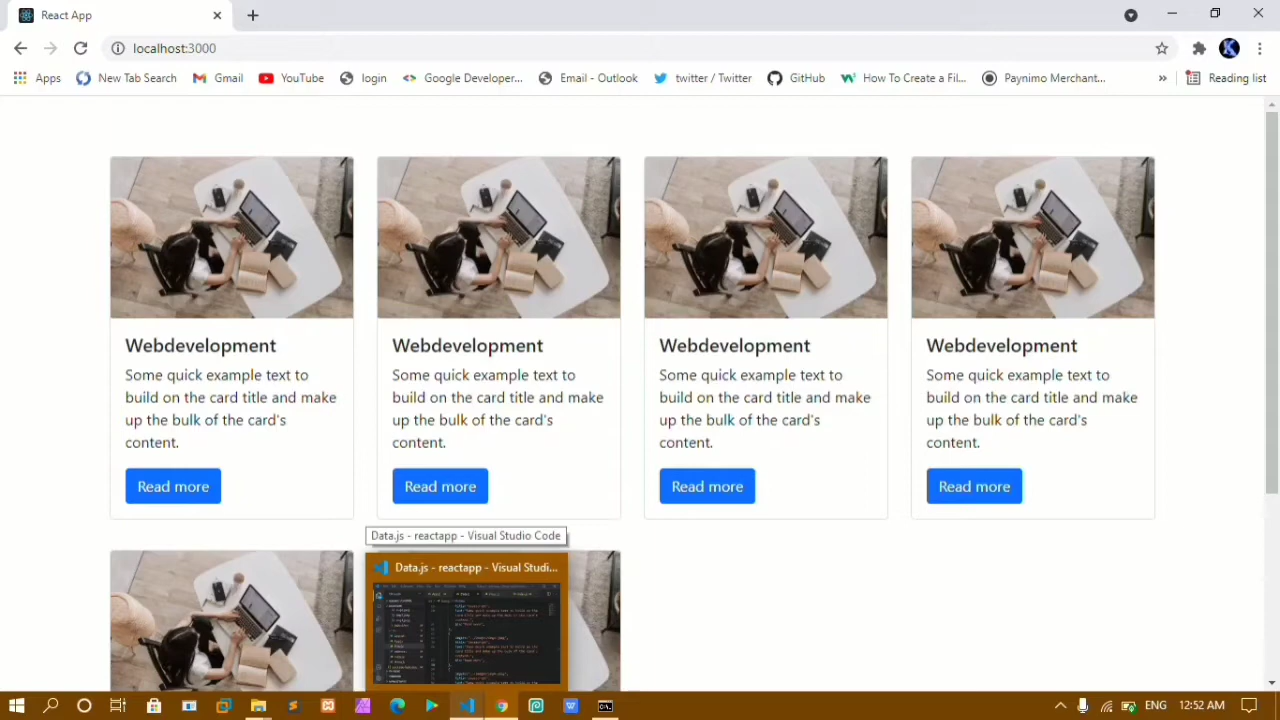 React App
localhost:3000
Apps
New Tab Search
Gmail
YouTube
login
Google Developer...
Email - Outlook
twitter / Twitter
GitHub
How To Create a Fil...
Paynimo Merchant...
»
Reading list
Webdevelopment
Some quick example text to
build on the card title and make
up the bulk of the card's
content.
Read more
Webdevelopment
Some quick example text to
build on the card title and make
up the bulk of the card's
content.
Read more
Webdevelopment
Some quick example text to
build on the card title and make
up the bulk of the card's
content.
Read more
Webdevelopment
Some quick example text to
build on the card title and make
up the bulk of the card's
content.
Read more
Data.js - reactapp - Visual Studio Code
Data.js - reactapp - Visual Studi...
ENG
12:52 AM